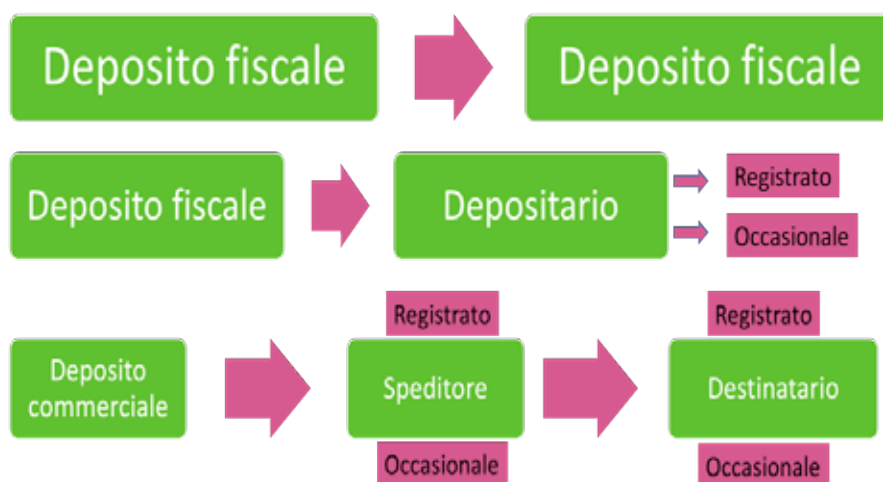 Deposito fiscale
Deposito fiscale
Deposito fiscale
Depositario
Registrato
Occasionale
Registrato
Registrato
Deposito
commerciale
Speditore
Destinatario
Occasionale
Occasionale